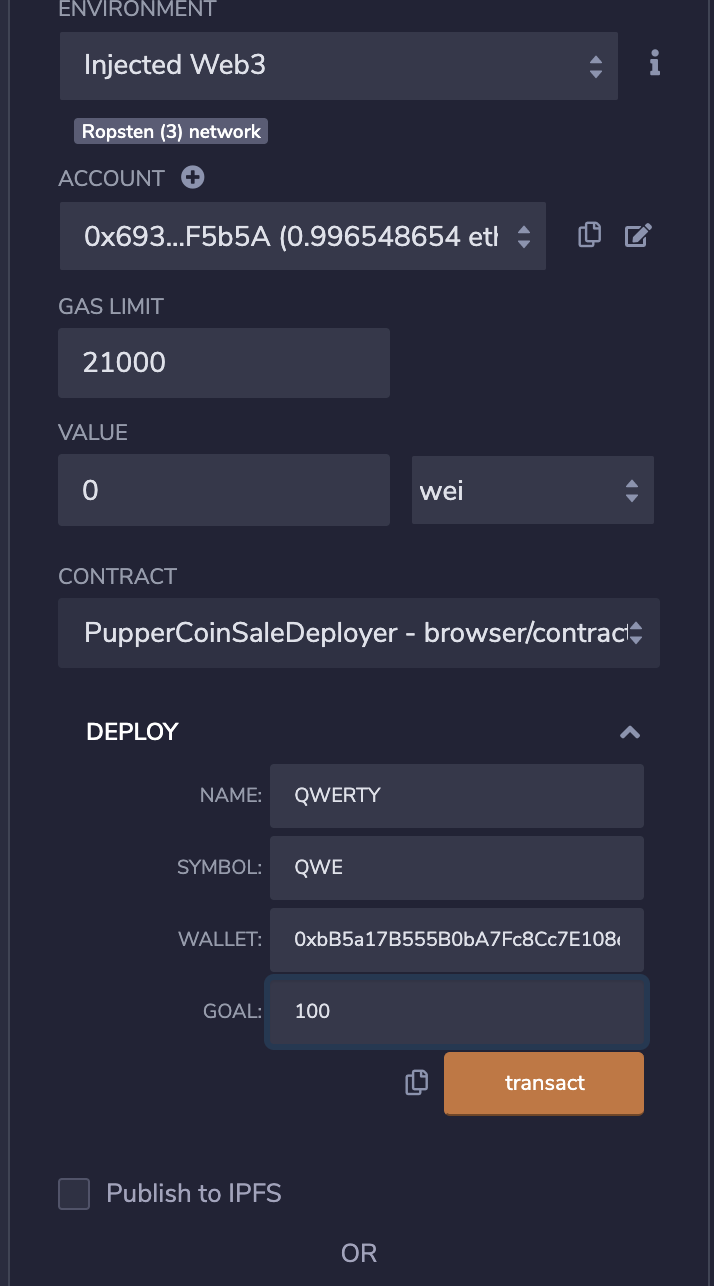 ENVIRONMENT
Injected Web3
Ropsten (3) network
ACCOUNT
0x693...F5b5A (0.996548654 eth
GAS LIMIT
21000
VALUE
0 wei
CONTRACT
PupperCoinSaleDeployer - browser/contract
DEPLOY
NAME: QWERTY
SYMBOL: QWE
WALLET: 0xbB5a17B555B0bA7Fc8Cc7E108
GOAL: 100
transact
Publish to IPFS
OR